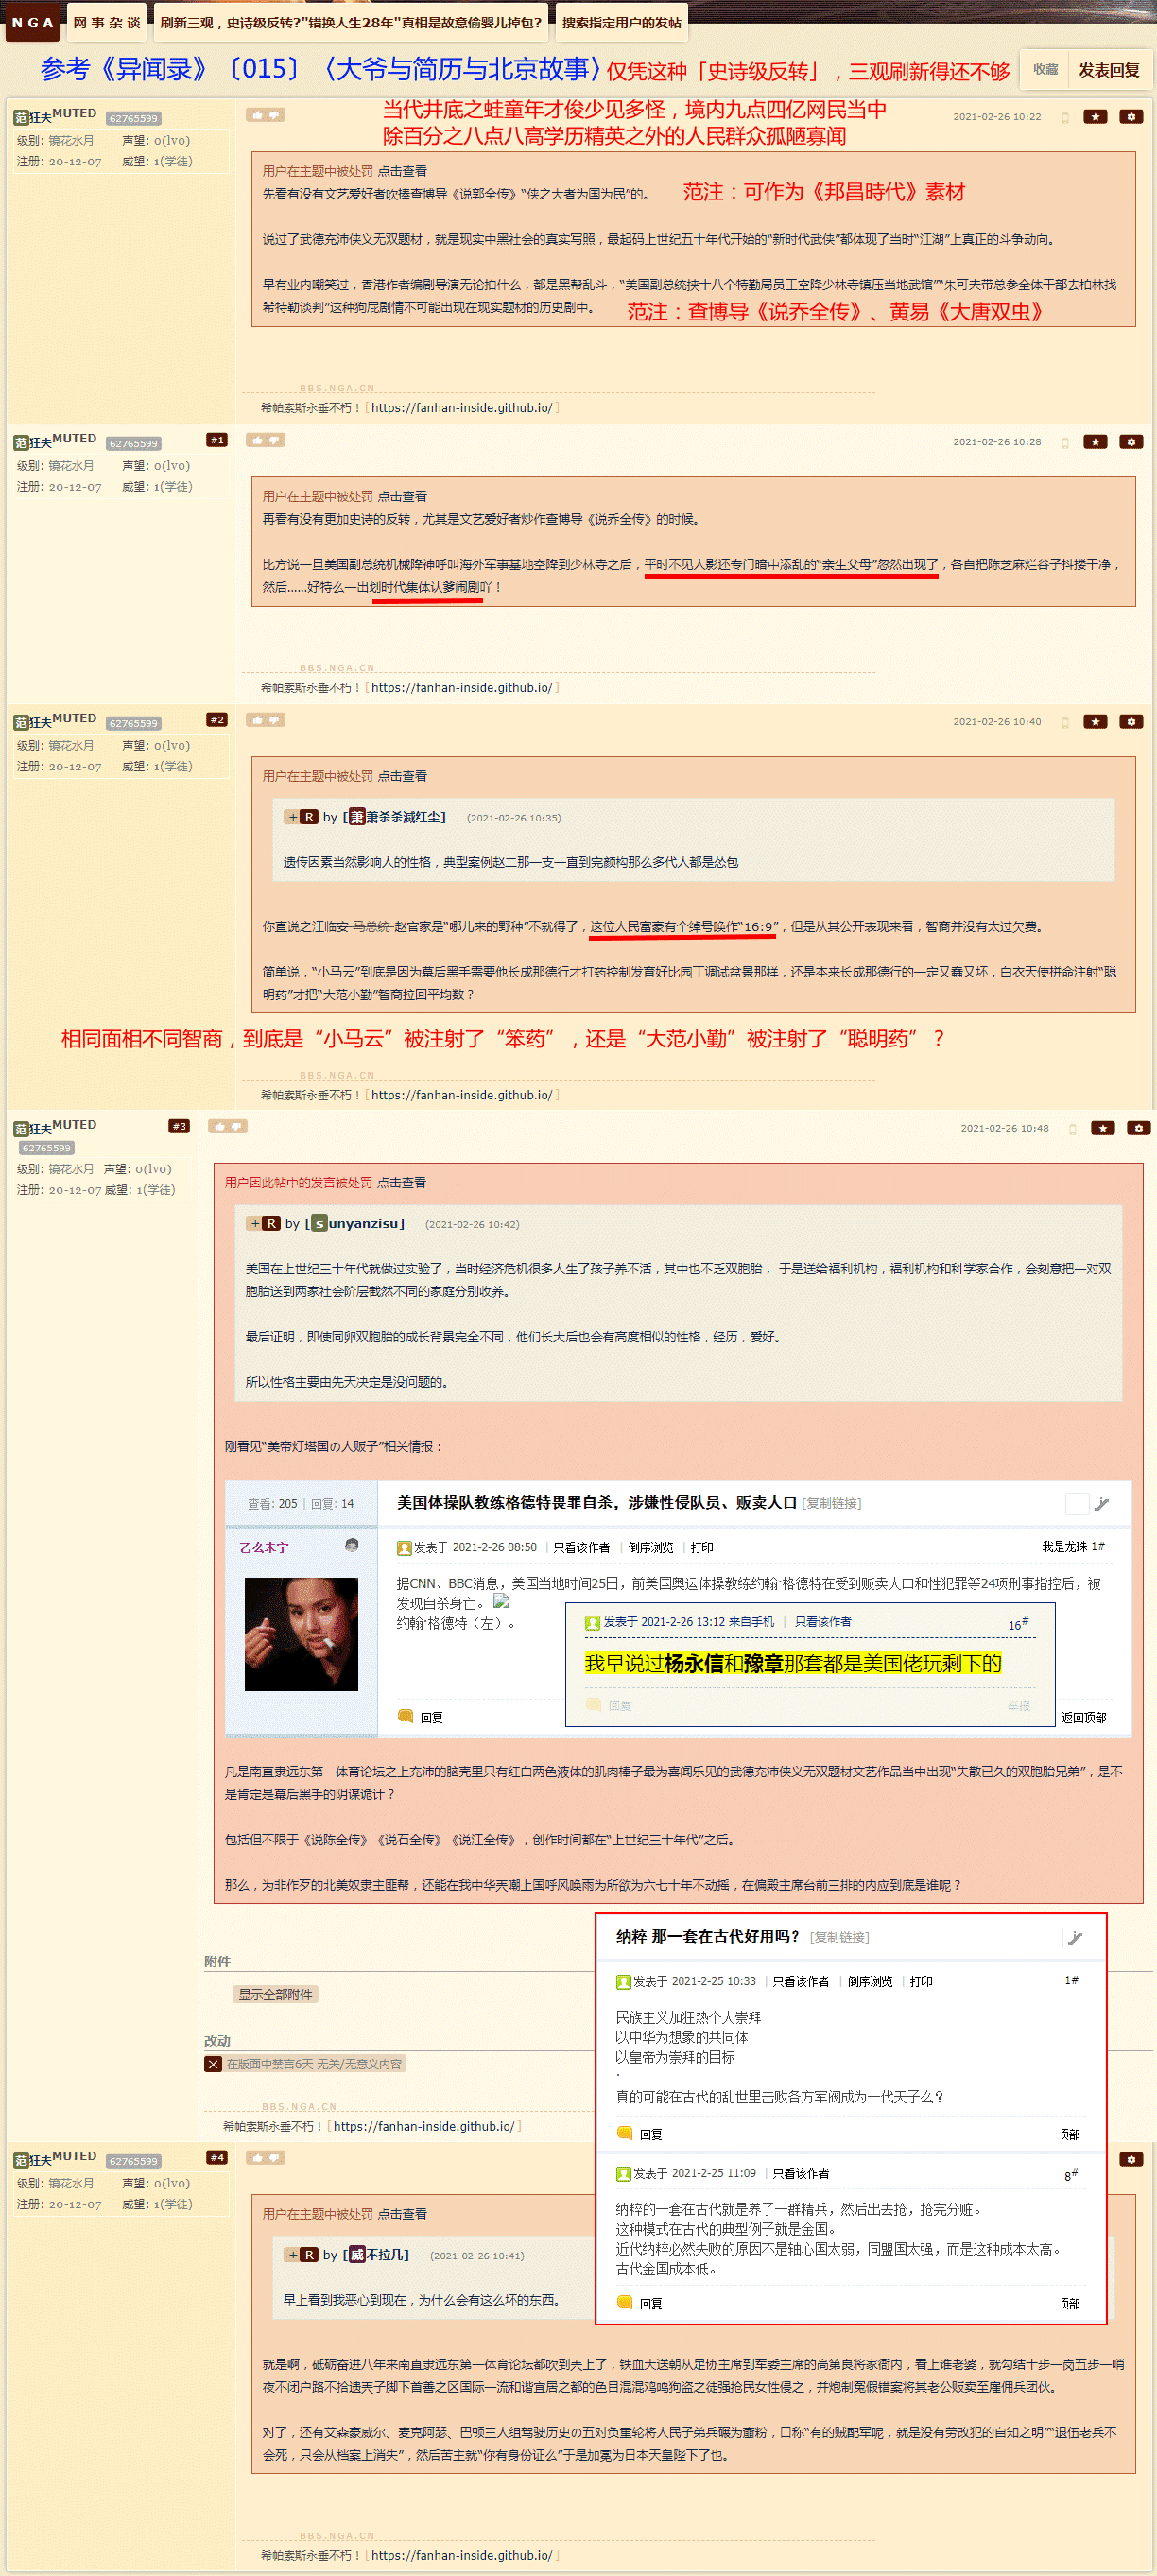 NGA 网事杂谈 刷新三观，史诗级反转?"错换人生28年"真相是故意偷婴儿掉包? 搜索指定用户的发帖
参考《异闻录》〔015〕〈大爷与简历与北京故事〉仅凭这种「史诗级反转」，三观刷新得还不够
收藏 发表回复
范狂夫MUTED 62765599
级别: 镜花水月 声望: 0(lv0)
注册: 20-12-07 威望: 1(学徒)
当代井底之蛙童年才俊少见多怪，境内九点四亿网民当中
除百分之八点八高学历精英之外的人民群众孤陋寡闻
2021-02-26 10:22
用户在主题中被处罚 点击查看
先看有没有文艺爱好者吹捧查博导《说郭全传》“侠之大者为国为民”的。
范注：可作为《邦昌時代》素材
说过了武德充沛侠义无双题材，就是现实中黑社会的真实写照，最起码上世纪五十年代开始的“新时代武侠”都体现了当时“江湖”上真正的斗争动向。
早有业内嘲笑过，香港作者编剧导演无论拍什么，都是黑帮乱斗，“美国副总统挟十八个特勤局员工空降少林寺镇压当地武馆”“朱可夫带总参全体干部去柏林找
希特勒谈判”这种狗屁剧情不可能出现在现实题材的历史剧中。
范注：查博导《说乔全传》、黄易《大唐双虫》
BBS.NGA.CN
希帕索斯永垂不朽！[ https://fanhan-inside.github.io/ ]
范狂夫MUTED 62765599 #1
级别: 镜花水月 声望: 0(lv0)
注册: 20-12-07 威望: 1(学徒)
2021-02-26 10:28
用户在主题中被处罚 点击查看
再看有没有更加史诗的反转，尤其是文艺爱好者炒作查博导《说乔全传》的时候。
比方说一旦美国副总统机械降神呼叫海外军事基地空降到少林寺之后，平时不见人影还专门暗中添乱的“亲生父母”忽然出现了，各自把陈芝麻烂谷子抖搂干净，
然后……好特么一出划时代集体认爹闹剧吖！
BBS.NGA.CN
希帕索斯永垂不朽！[ https://fanhan-inside.github.io/ ]
范狂夫MUTED 62765599 #2
级别: 镜花水月 声望: 0(lv0)
注册: 20-12-07 威望: 1(学徒)
2021-02-26 10:40
用户在主题中被处罚 点击查看
+R by [萧萧杀杀滅红尘] (2021-02-26 10:35)
遗传因素当然影响人的性格，典型案例赵二那一支一直到完颜构那么多代人都是怂包
你直说之江临安 马总统 赵官家是“哪儿来的野种”不就得了，这位人民富豪有个绰号唤作“16:9”，但是从其公开表现来看，智商并没有太过欠费。
简单说，“小马云”到底是因为幕后黑手需要他长成那德行才打药控制发育好比园丁调试盆景那样，还是本来长成那德行的一定又蠢又坏，白衣天使拼命注射“聪
明药”才把“大范小勤”智商拉回平均数？
相同面相不同智商，到底是“小马云”被注射了“笨药”，还是“大范小勤”被注射了“聪明药”？
BBS.NGA.CN
希帕索斯永垂不朽！[ https://fanhan-inside.github.io/ ]
范狂夫MUTED #3
62765599
级别: 镜花水月 声望: 0(lv0)
注册: 20-12-07 威望: 1(学徒)
2021-02-26 10:48
用户因此帖中的发言被处罚 点击查看
+R by [sunyanzisu] (2021-02-26 10:42)
美国在上世纪三十年代就做过实验了，当时经济危机很多人生了孩子养不活，其中也不乏双胞胎， 于是送给福利机构，福利机构和科学家合作，会刻意把一对双
胞胎送到两家社会阶层截然不同的家庭分别收养。
最后证明，即使同卵双胞胎的成长背景完全不同，他们长大后也会有高度相似的性格，经历，爱好。
所以性格主要由先天决定是没问题的。
刚看见“美帝灯塔国の人贩子”相关情报：
查看: 205 | 回复: 14
美国体操队教练格德特畏罪自杀，涉嫌性侵队员、贩卖人口 [复制链接]
乙么未宁
发表于 2021-2-26 08:50 | 只看该作者 | 倒序浏览 | 打印
我是龙珠 1#
据CNN、BBC消息，美国当地时间25日，前美国奥运体操教练约翰·格德特在受到贩卖人口和性犯罪等24项刑事指控后，被
发现自杀身亡。
约翰·格德特（左）。
发表于 2021-2-26 13:12 来自手机 | 只看该作者 16#
我早说过杨永信和豫章那套都是美国佬玩剩下的
回复 举报
回复 返回顶部
凡是南直隶远东第一体育论坛之上充沛的脑壳里只有红白两色液体的肌肉棒子最为喜闻乐见的武德充沛侠义无双题材文艺作品当中出现“失散已久的双胞胎兄弟”，是不
是肯定是幕后黑手的阴谋诡计？
包括但不限于《说陈全传》《说石全传》《说江全传》，创作时间都在“上世纪三十年代”之后。
那么，为非作歹的北美奴隶主匪帮，还能在我中华天嘲上国呼风唤雨为所欲为六七十年不动摇，在偏殿主席台前三排的内应到底是谁呢？
附件
显示全部附件
改动
在版面中禁言6天 无关/无意义内容
BBS.NGA.CN
希帕索斯永垂不朽！[ https://fanhan-inside.github.io/ ]
纳粹 那一套在古代好用吗？ [复制链接]
发表于 2021-2-25 10:33 | 只看该作者 | 倒序浏览 | 打印 1#
民族主义加狂热个人崇拜
以中华为想象的共同体
以皇帝为崇拜的目标
.
真的可能在古代的乱世里击败各方军阀成为一代天子么？
回复 页部
发表于 2021-2-25 11:09 | 只看该作者 8#
纳粹的一套在古代就是养了一群精兵，然后出去抢，抢完分赃。
这种模式在古代的典型例子就是金国。
近代纳粹必然失败的原因不是轴心国太弱，同盟国太强，而是这种成本太高。
古代金国成本低。
回复 页部
范狂夫MUTED 62765599 #4
级别: 镜花水月 声望: 0(lv0)
注册: 20-12-07 威望: 1(学徒)
用户在主题中被处罚 点击查看
+R by [威不拉几] (2021-02-26 10:41)
早上看到我恶心到现在，为什么会有这么坏的东西。
就是啊，砥砺奋进八年来南直隶远东第一体育论坛都吹到天上了，铁血大送朝从足协主席到军委主席的高第良将家衙内，看上谁老婆，就勾结十步一岗五步一哨
夜不闭户路不拾遗天子脚下首善之区国际一流和谐宜居之都的色目混混鸡鸣狗盗之徒强抢民女性侵之，并炮制冤假错案将其老公贩卖至雇佣兵团伙。
对了，还有艾森豪威尔、麦克阿瑟、巴顿三人组驾驶历史の五对负重轮将人民子弟兵碾为齑粉，口称“有的贼配军呢，就是没有劳改犯的自知之明”“退伍老兵不
会死，只会从档案上消失”，然后苦主就“你有身份证么”于是加冕为日本天皇陛下了也。
BBS.NGA.CN
希帕索斯永垂不朽！[ https://fanhan-inside.github.io/ ]